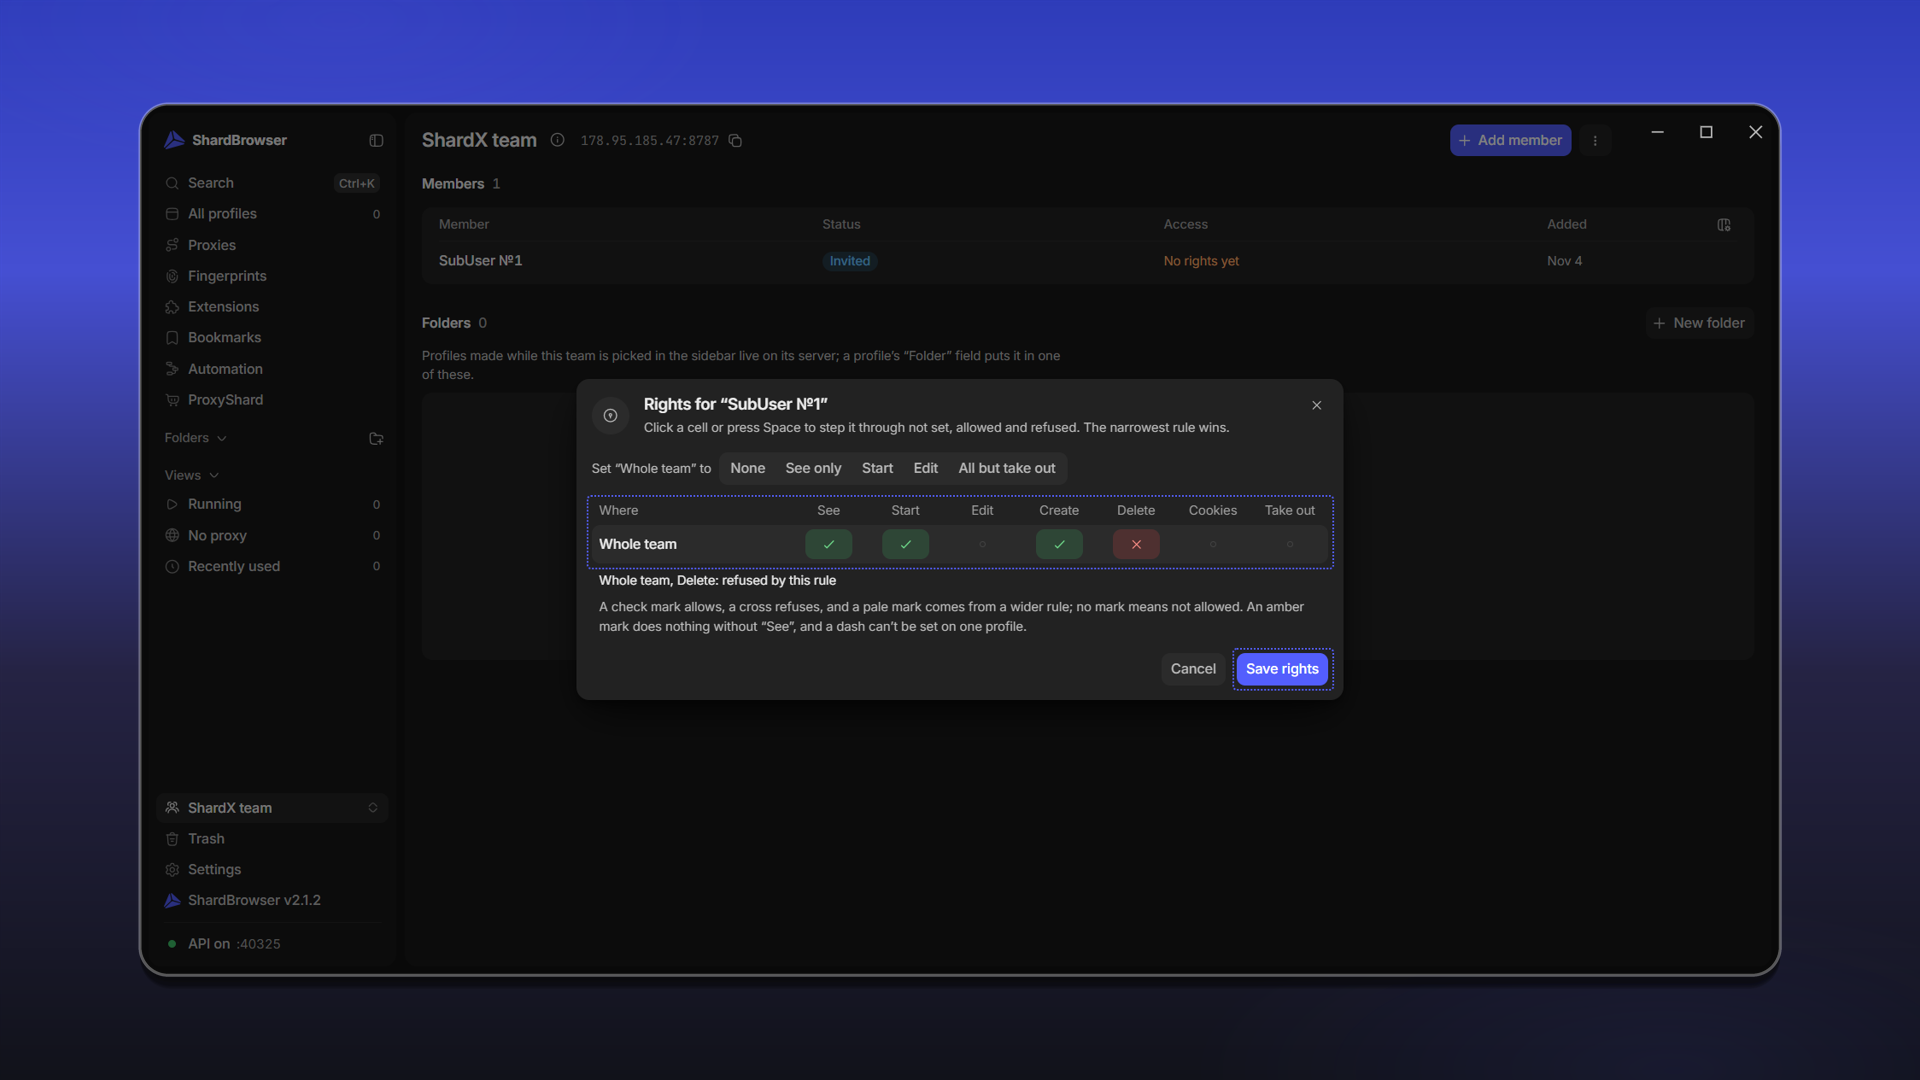 ShardBrowser
Search Ctrl+K
All profiles 0
Proxies
Fingerprints
Extensions
Bookmarks
Automation
ProxyShard
Folders
Views
Running 0
No proxy 0
Recently used 0
ShardX team
Trash
Settings
ShardBrowser v2.1.2
API on :40325
ShardX team 178.95.185.47:8787
Add member
Members 1
Member Status Access Added
SubUser №1 Invited No rights yet Nov 4
Folders 0
New folder
Profiles made while this team is picked in the sidebar live on its server; a profile’s “Folder” field puts it in one
of these.
Rights for “SubUser №1”
Click a cell or press Space to step it through not set, allowed and refused. The narrowest rule wins.
Set “Whole team” to None See only Start Edit All but take out
Where See Start Edit Create Delete Cookies Take out
Whole team
Whole team, Delete: refused by this rule
A check mark allows, a cross refuses, and a pale mark comes from a wider rule; no mark means not allowed. An amber
mark does nothing without “See”, and a dash can’t be set on one profile.
Cancel Save rights